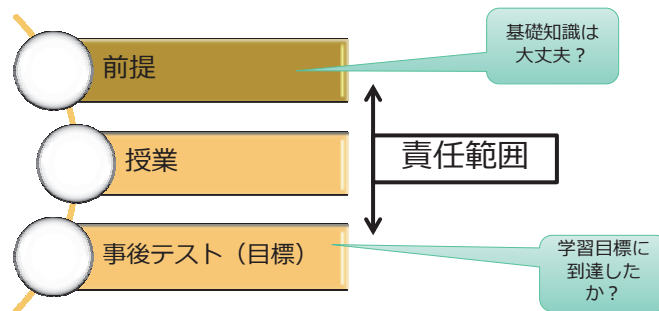 基礎知識は
大丈夫？
前提
授業
責任範囲
事後テスト（目標）
学習目標に
到達した
か？